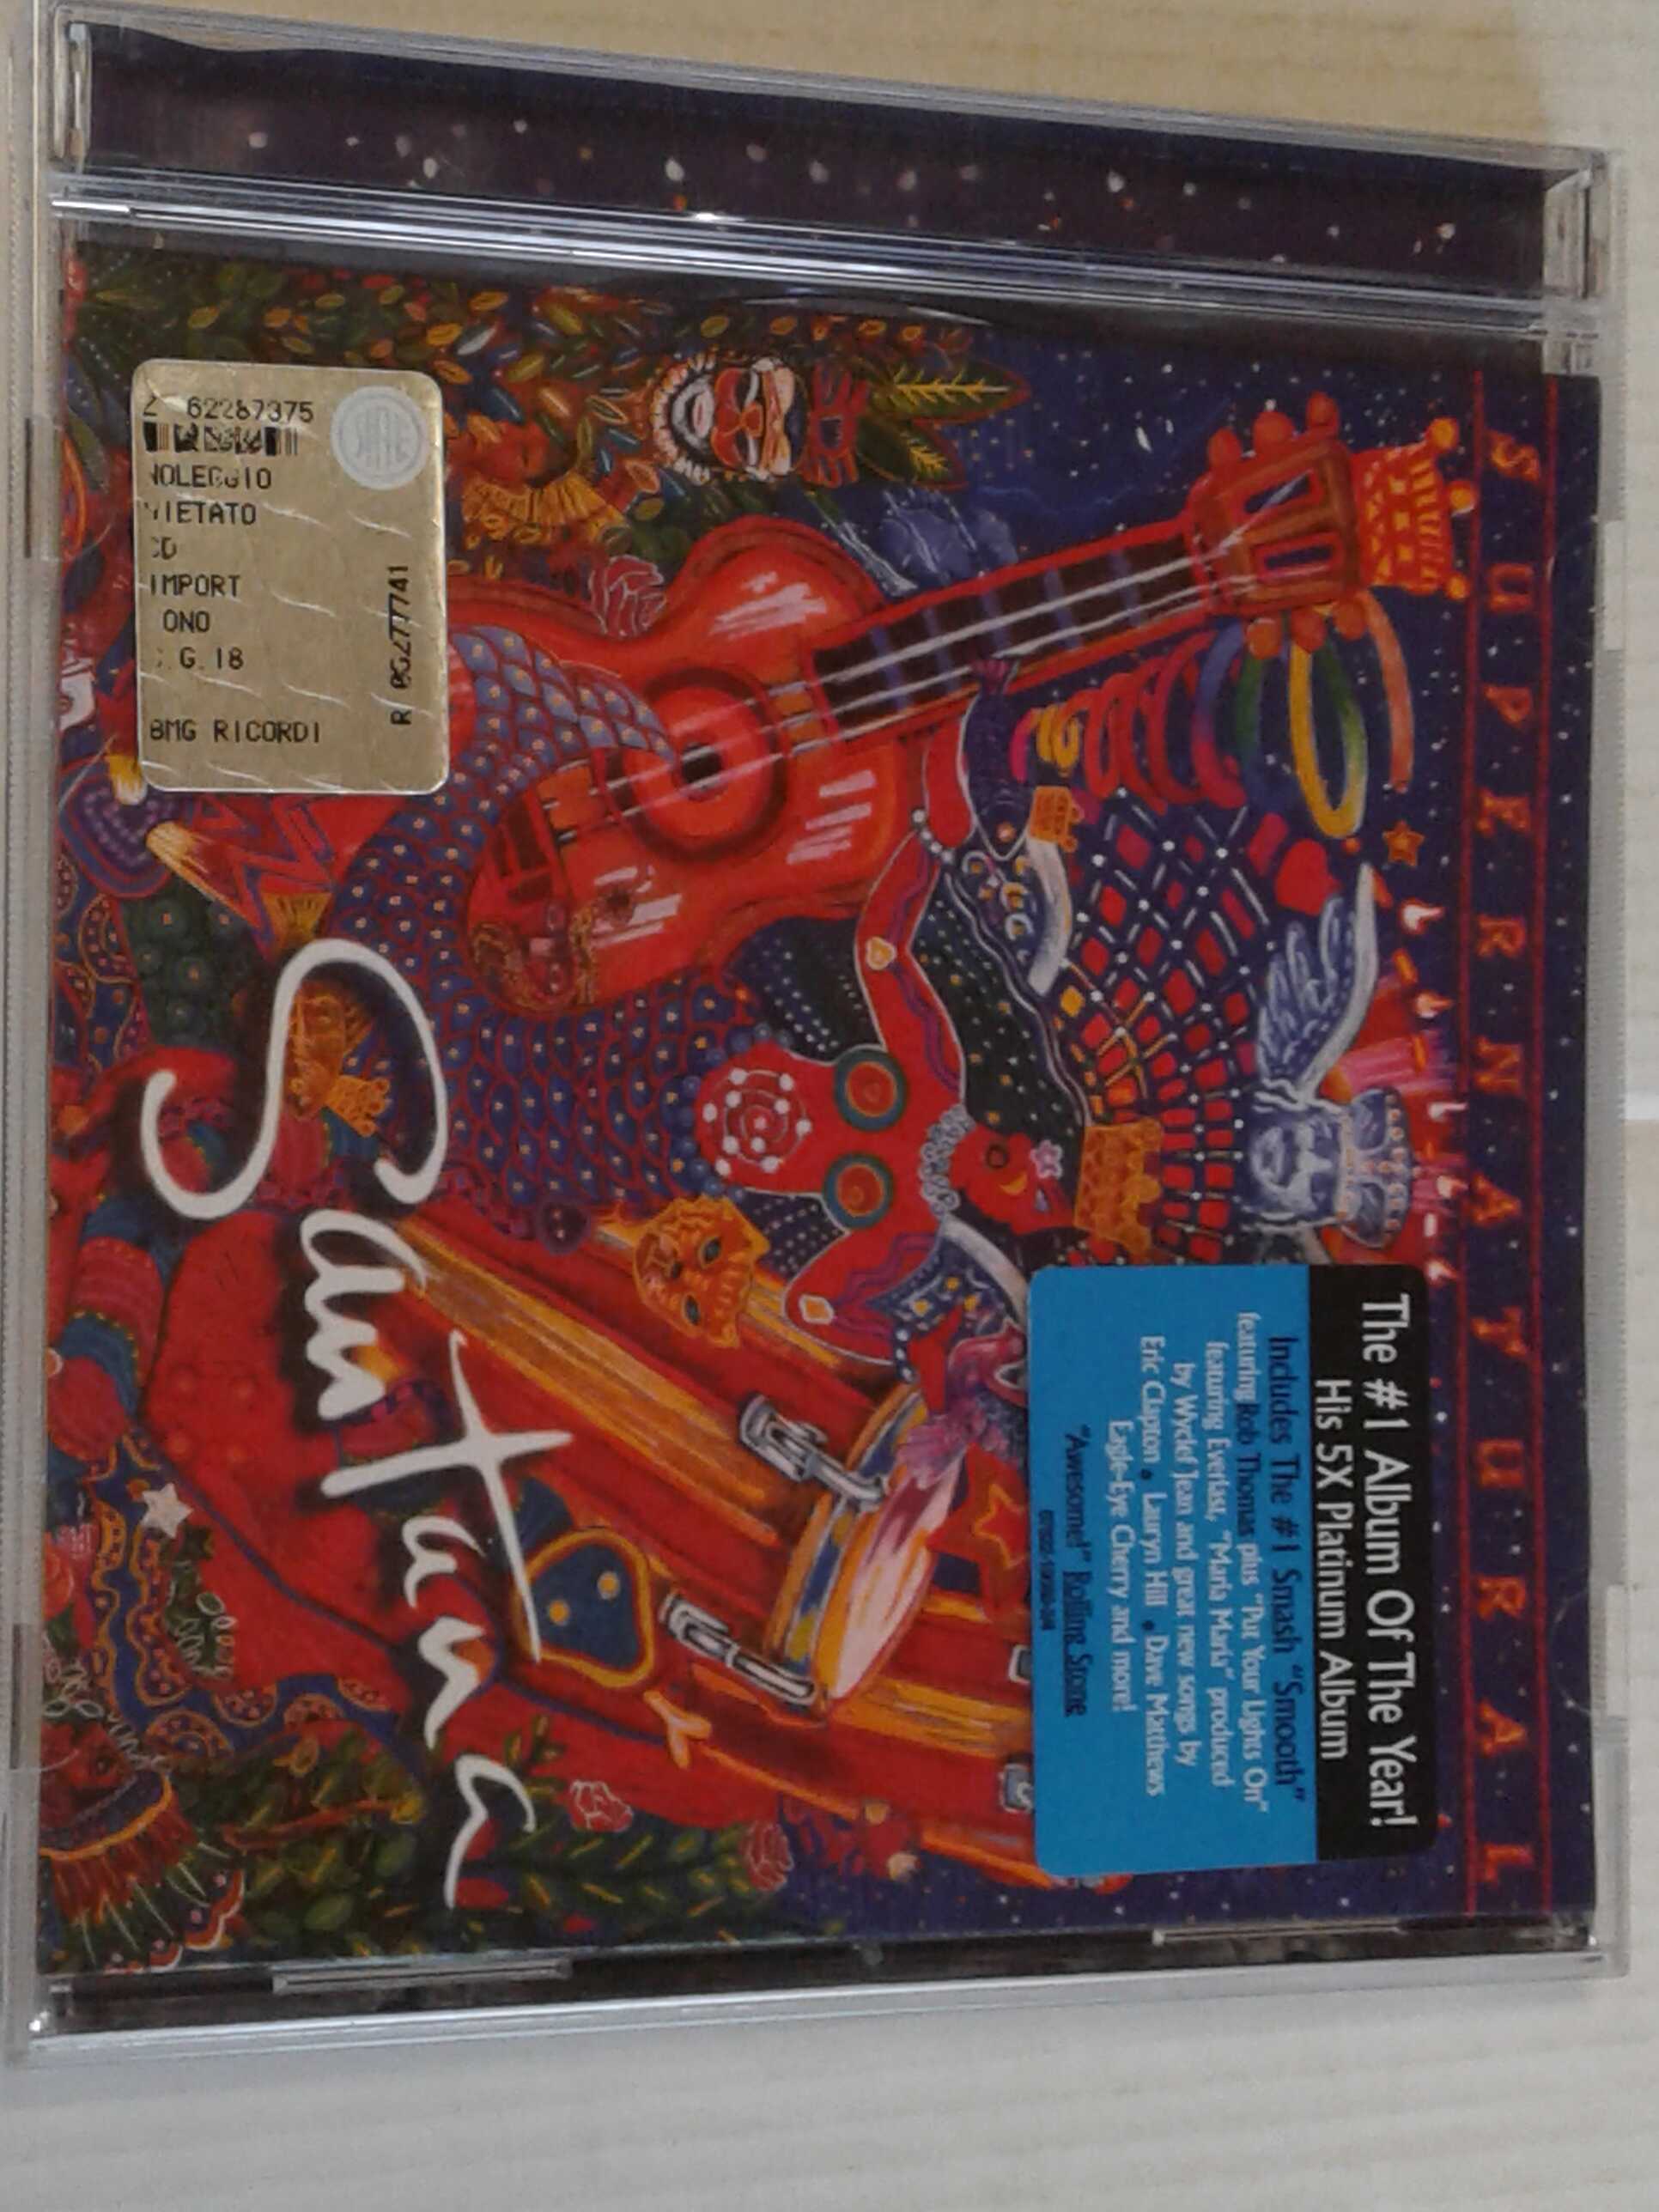 SUPERNATURAL
The #1 Album Of The Year!
His 5X Platinum Album
Includes The #1 Smash "Smooth"
featuring Rob Thomas plus "Put Your Lights On"
featuring Everlast, "Maria Maria" produced
by Wyclef Jean and great new songs by
Eric Clapton • Lauryn Hill • Dave Matthews
Eagle-Eye Cherry and more!
"Awesome!" Rolling Stone
Santana
62287375
NOLEGGIO
VIETATO
CD
IMPORT
ONO
G.18
BMG RICORDI